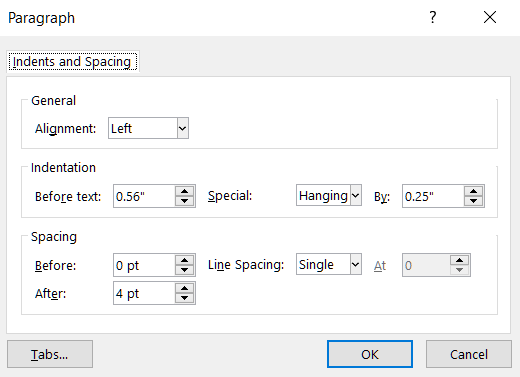 Paragraph ?
Indents and Spacing
General
Alignment: Left
Indentation
Before text: 0.56" Special: Hanging By: 0.25"
Spacing
Before: 0 pt Line Spacing: Single At 0
After: 4 pt
Tabs... OK Cancel